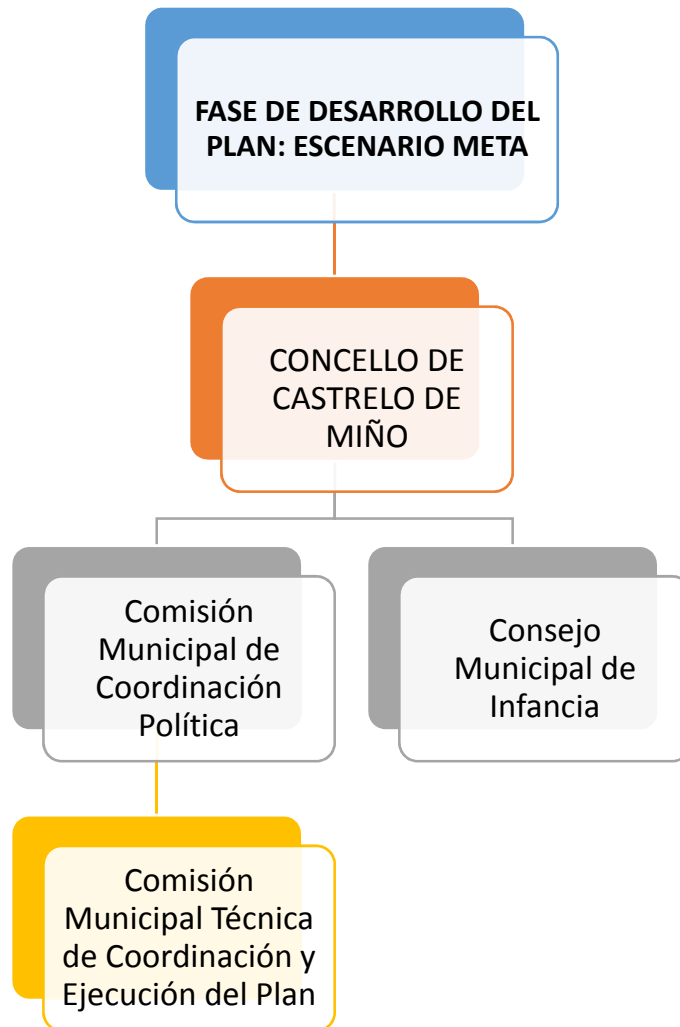 FASE DE DESARROLLO DEL
PLAN: ESCENARIO META
CONCELLO DE
CASTRELO DE
MIÑO
Comisión
Municipal de
Coordinación
Política
Consejo
Municipal de
Infancia
Comisión
Municipal Técnica
de Coordinación y
Ejecución del Plan